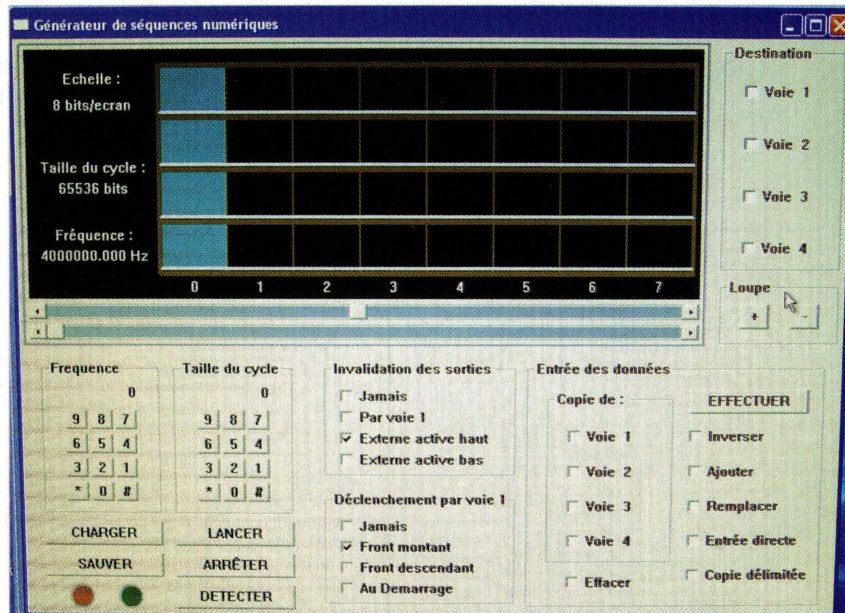 Générateur de séquences numériques
Echelle :
8 bits/ecran
Taille du cycle :
65536 bits
Fréquence :
4000000.000 Hz
0 1 2 3 4 5 6 7
Destination
Voie 1
Voie 2
Voie 3
Voie 4
Loupe
+ -
Frequence
0
9 8 7
6 5 4
3 2 1
* 0 #
Taille du cycle
0
9 8 7
6 5 4
3 2 1
* 0 #
CHARGER
LANCER
SAUVER
ARRÊTER
DETECTER
Invalidation des sorties
Jamais
Par voie 1
Externe active haut
Externe active bas
Déclenchement par voie 1
Jamais
Front montant
Front descendant
Au Demarrage
Entrée des données
Copie de :
Voie 1
Voie 2
Voie 3
Voie 4
Effacer
EFFECTUER
Inverser
Ajouter
Remplacer
Entrée directe
Copie délimitée